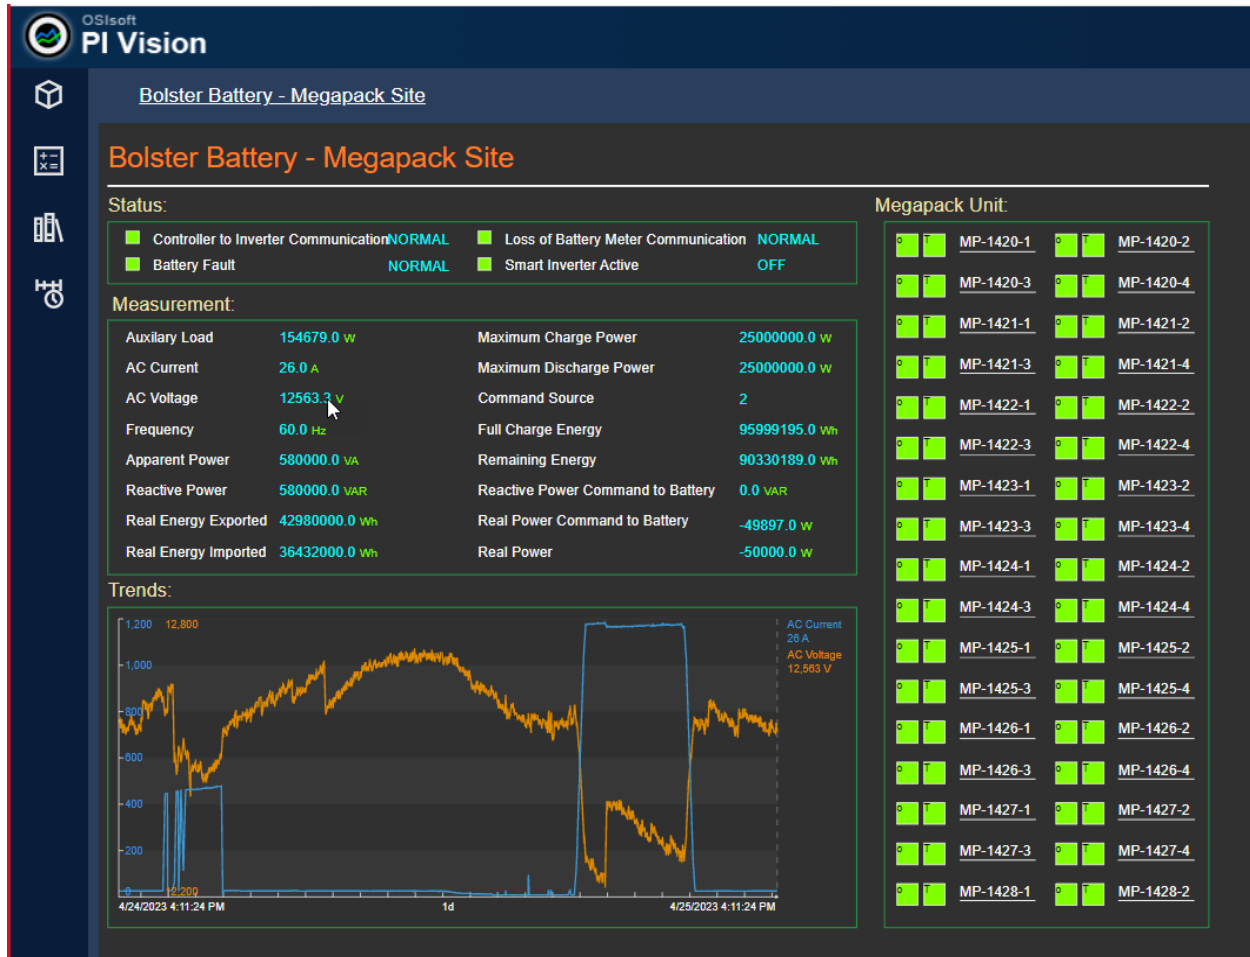 OSIsoft
PI Vision
Bolster Battery - Megapack Site
Bolster Battery - Megapack Site
Status:
Controller to Inverter Communication NORMAL Loss of Battery Meter Communication NORMAL
Battery Fault NORMAL Smart Inverter Active OFF
Measurement:
Auxilary Load 154679.0 W Maximum Charge Power 25000000.0 W
AC Current 26.0 A Maximum Discharge Power 25000000.0 W
AC Voltage 12563.3 V Command Source 2
Frequency 60.0 Hz Full Charge Energy 95999195.0 Wh
Apparent Power 580000.0 VA Remaining Energy 90330189.0 Wh
Reactive Power 580000.0 VAR Reactive Power Command to Battery 0.0 VAR
Real Energy Exported 42980000.0 Wh Real Power Command to Battery -49897.0 W
Real Energy Imported 36432000.0 Wh Real Power -50000.0 W
Trends:
1,200 12,800
1,000
800
600
400
200
0 12,200
AC Current
26 A
AC Voltage
12,563 V
4/24/2023 4:11:24 PM 1d 4/25/2023 4:11:24 PM
Megapack Unit:
O T MP-1420-1 O T MP-1420-2
O T MP-1420-3 O T MP-1420-4
O T MP-1421-1 O T MP-1421-2
O T MP-1421-3 O T MP-1421-4
O T MP-1422-1 O T MP-1422-2
O T MP-1422-3 O T MP-1422-4
O T MP-1423-1 O T MP-1423-2
O T MP-1423-3 O T MP-1423-4
O T MP-1424-1 O T MP-1424-2
O T MP-1424-3 O T MP-1424-4
O T MP-1425-1 O T MP-1425-2
O T MP-1425-3 O T MP-1425-4
O T MP-1426-1 O T MP-1426-2
O T MP-1426-3 O T MP-1426-4
O T MP-1427-1 O T MP-1427-2
O T MP-1427-3 O T MP-1427-4
O T MP-1428-1 O T MP-1428-2